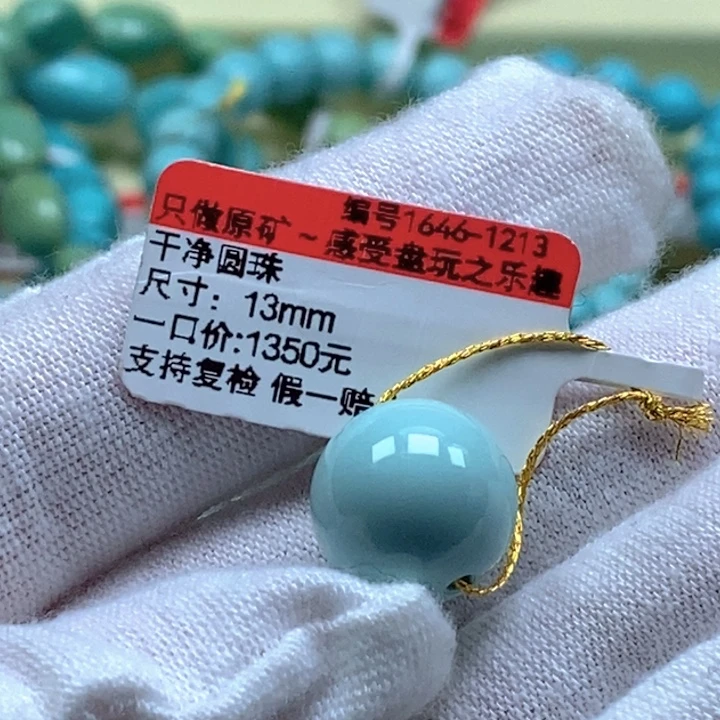 编号1646-1213
只做原矿~感受盘玩之乐趣
干净圆珠
尺寸：13mm
一口价:1350元
支持复检 假一赔